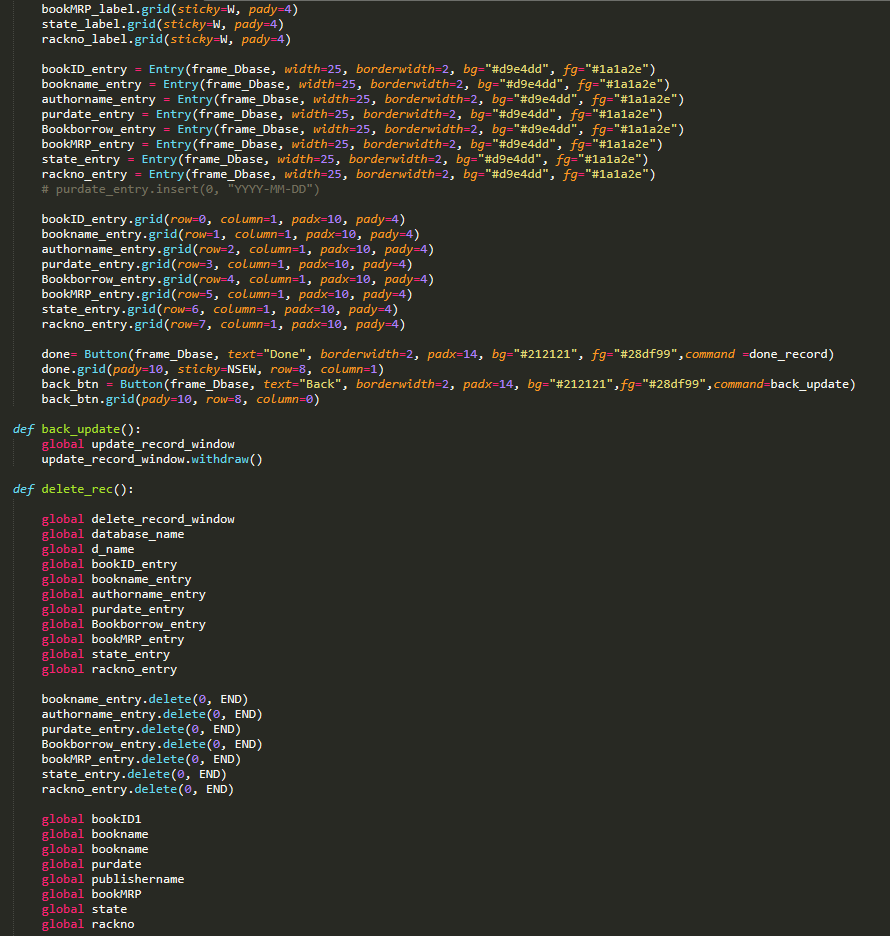 bookMRP_label.grid(sticky=W, pady=4)
state_label.grid(sticky=W, pady=4)
rackno_label.grid(sticky=W, pady=4)
bookID_entry = Entry(frame_Dbase, width=25, borderwidth=2, bg="#d9e4dd", fg="#1a1a2e")
bookname_entry = Entry(frame_Dbase, width=25, borderwidth=2, bg="#d9e4dd", fg="#1a1a2e")
authorname_entry = Entry(frame_Dbase, width=25, borderwidth=2, bg="#d9e4dd", fg="#1a1a2e")
purdate_entry = Entry(frame_Dbase, width=25, borderwidth=2, bg="#d9e4dd", fg="#1a1a2e")
Bookborrow_entry = Entry(frame_Dbase, width=25, borderwidth=2, bg="#d9e4dd", fg="#1a1a2e")
bookMRP_entry = Entry(frame_Dbase, width=25, borderwidth=2, bg="#d9e4dd", fg="#1a1a2e")
state_entry = Entry(frame_Dbase, width=25, borderwidth=2, bg="#d9e4dd", fg="#1a1a2e")
rackno_entry = Entry(frame_Dbase, width=25, borderwidth=2, bg="#d9e4dd", fg="#1a1a2e")
# purdate_entry.insert(0, "YYYY-MM-DD")
bookID_entry.grid(row=0, column=1, padx=10, pady=4)
bookname_entry.grid(row=1, column=1, padx=10, pady=4)
authorname_entry.grid(row=2, column=1, padx=10, pady=4)
purdate_entry.grid(row=3, column=1, padx=10, pady=4)
Bookborrow_entry.grid(row=4, column=1, padx=10, pady=4)
bookMRP_entry.grid(row=5, column=1, padx=10, pady=4)
state_entry.grid(row=6, column=1, padx=10, pady=4)
rackno_entry.grid(row=7, column=1, padx=10, pady=4)
done= Button(frame_Dbase, text="Done", borderwidth=2, padx=14, bg="#212121", fg="#28df99",command =done_record)
done.grid(pady=10, sticky=NSEW, row=8, column=1)
back_btn = Button(frame_Dbase, text="Back", borderwidth=2, padx=14, bg="#212121",fg="#28df99",command=back_update)
back_btn.grid(pady=10, row=8, column=0)
def back_update():
global update_record_window
update_record_window.withdraw()
def delete_rec():
global delete_record_window
global database_name
global d_name
global bookID_entry
global bookname_entry
global authorname_entry
global purdate_entry
global Bookborrow_entry
global bookMRP_entry
global state_entry
global rackno_entry
bookname_entry.delete(0, END)
authorname_entry.delete(0, END)
purdate_entry.delete(0, END)
Bookborrow_entry.delete(0, END)
bookMRP_entry.delete(0, END)
state_entry.delete(0, END)
rackno_entry.delete(0, END)
global bookID1
global bookname
global bookname
global purdate
global publishername
global bookMRP
global state
global rackno